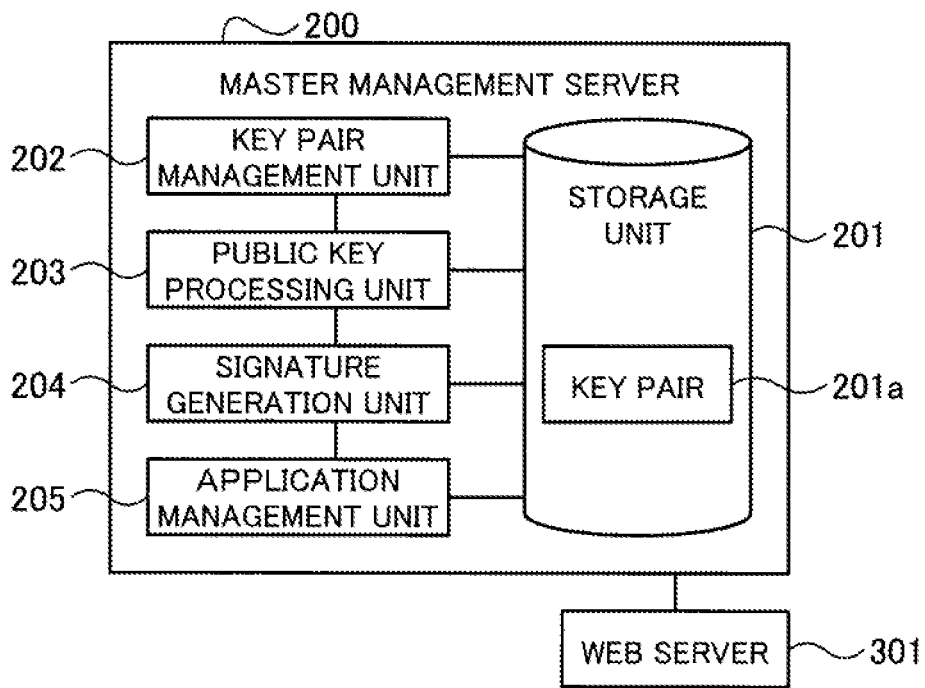 200
MASTER MANAGEMENT SERVER
202
KEY PAIR
MANAGEMENT UNIT
203
PUBLIC KEY
PROCESSING UNIT
204
SIGNATURE
GENERATION UNIT
205
APPLICATION
MANAGEMENT UNIT
STORAGE
UNIT
201
KEY PAIR
201a
WEB SERVER
301